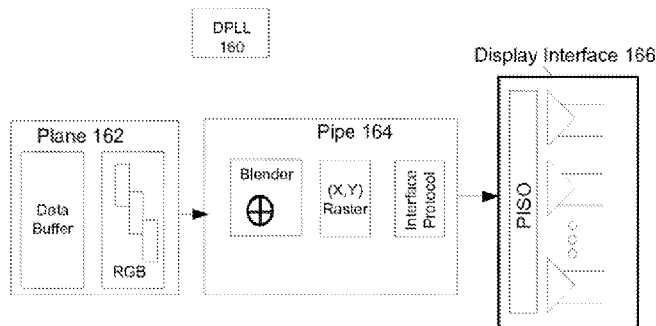 DPLL
160
Display Interface 166
Plane 162
Pipe 164
Data
Buffer
RGB
Blender
(X,Y)
Raster
Interface
Protocol
PISO